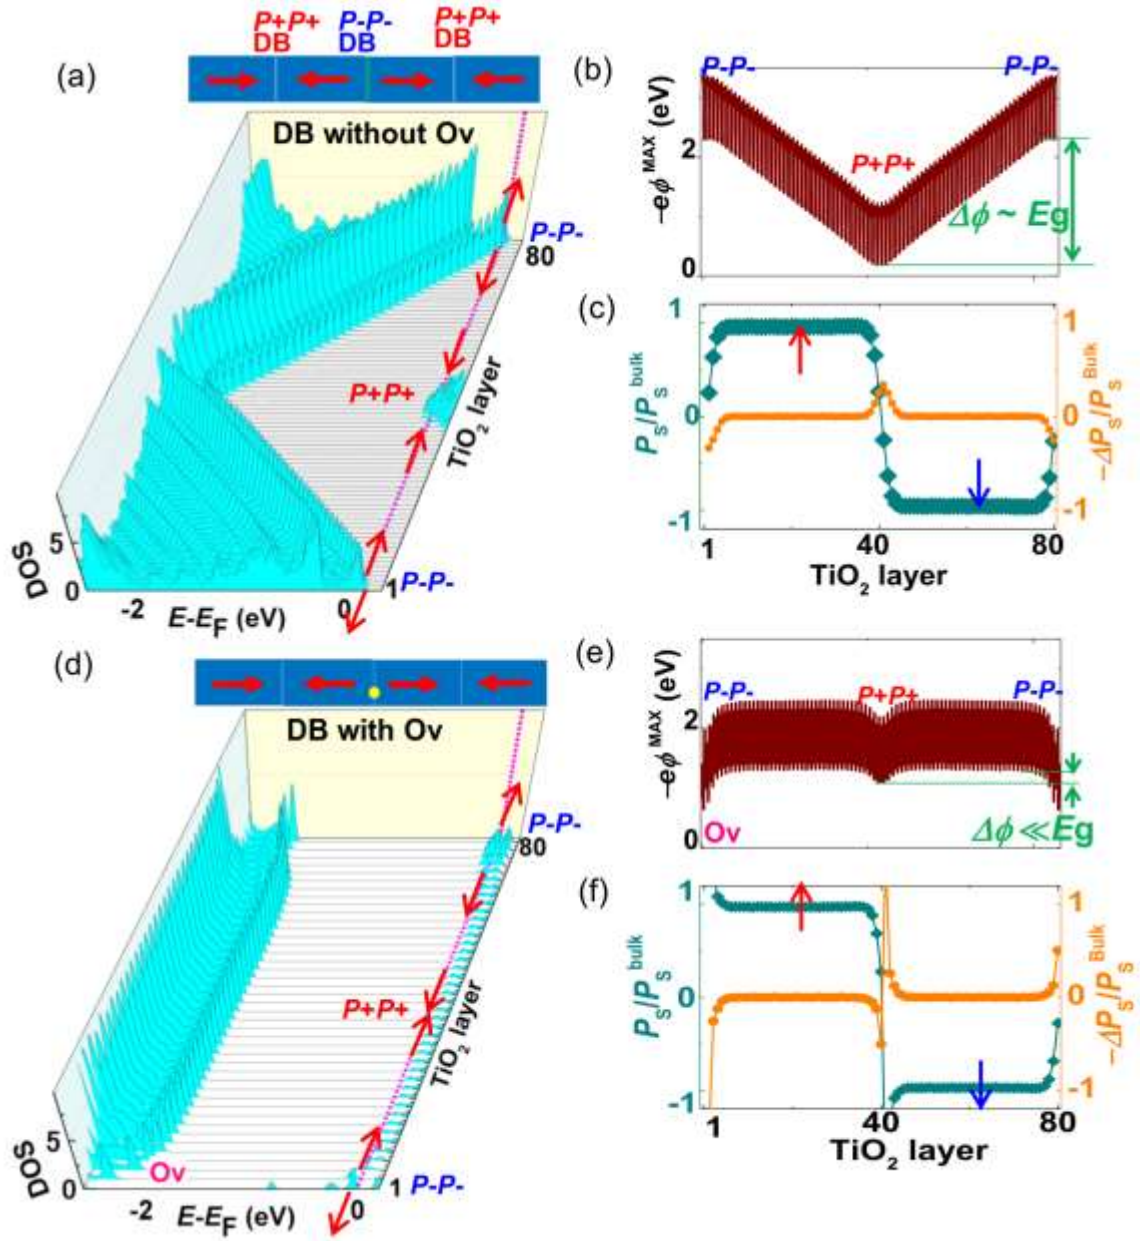 P+P+ P-P- P+P+
DB DB DB
(a)
DB without Ov
P-P-
80
P+P+
TiO2 layer
5
0
DOS
-2 0
E-EF (eV)
1 P-P-
(b)
P-P- P-P-
P+P+
2
0
−eϕMAX (eV)
Δϕ ~ Eg
(c)
1 1
0 0
-1 -1
PS/PSbulk
−ΔPS/PSBulk
1 40 80
TiO2 layer
(d)
DB with Ov
P-P-
80
P+P+
TiO2 layer
5
0
DOS
Ov
-2 0
E-EF (eV)
1 P-P-
(e)
P-P- P+P+ P-P-
2
0
−eϕMAX (eV)
Ov
Δϕ ≪ Eg
(f)
1 1
0 0
-1 -1
PS/PSbulk
−ΔPS/PSBulk
1 40 80
TiO2 layer